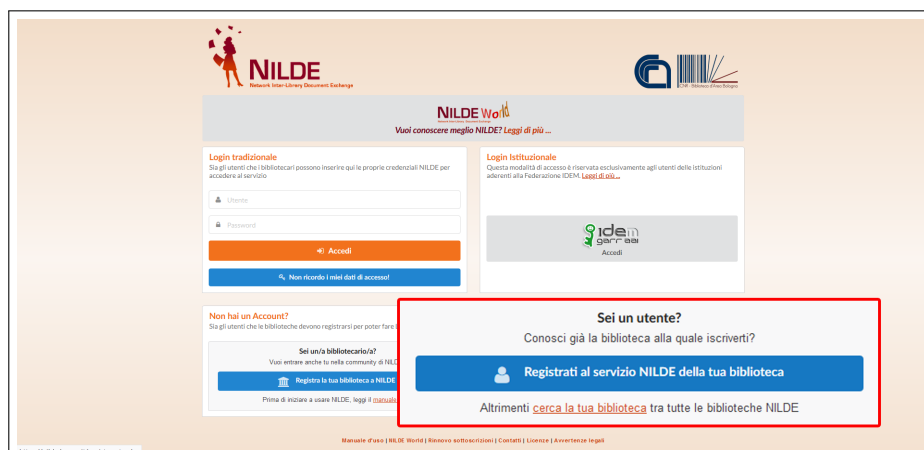 NILDE
Network Inter-Library Document Exchange
CNR - Biblioteca d'Area Bologna
NILDE World
Vuoi conoscere meglio NILDE? Leggi di più ...
Login tradizionale
Sia gli utenti che i bibliotecari possono inserire qui le proprie credenziali NILDE per
accedere al servizio
Utente
Password
Accedi
Non ricordo i miei dati di accesso!
Login Istituzionale
Questa modalità di accesso è riservata esclusivamente agli utenti delle istituzioni
aderenti alla Federazione IDEM. Leggi di più ...
idem
garr aai
Accedi
Non hai un Account?
Sia gli utenti che le biblioteche devono registrarsi per poter fare
Sei un/a bibliotecario/a?
Vuoi entrare anche tu nella community di NILD
Registra la tua biblioteca a NILDE
Prima di iniziare a usare NILDE, leggi il manuale
Sei un utente?
Conosci già la biblioteca alla quale iscriverti?
Registrati al servizio NILDE della tua biblioteca
Altrimenti cerca la tua biblioteca tra tutte le biblioteche NILDE
Manuale d'uso | NILDE World | Rinnovo sottoscrizioni | Contatti | Licenze | Avvertenze legali